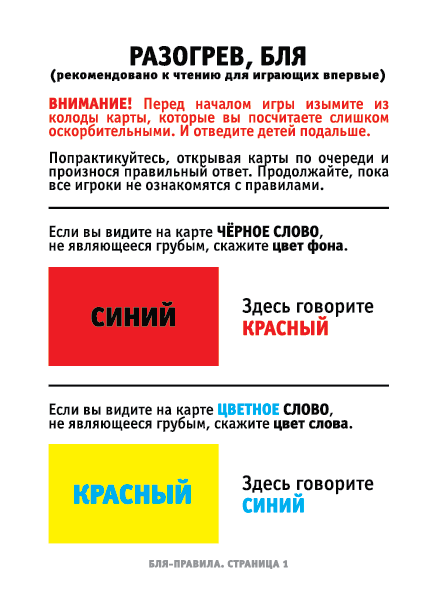 РАЗОГРЕВ, БЛЯ
(рекомендовано к чтению для играющих впервые)
ВНИМАНИЕ! Перед началом игры изымите из
колоды карты, которые вы посчитаете слишком
оскорбительными. И отведите детей подальше.
Попрактикуйтесь, открывая карты по очереди и
произнося правильный ответ. Продолжайте, пока
все игроки не ознакомятся с правилами.
Если вы видите на карте ЧЁРНОЕ СЛОВО,
не являющееся грубым, скажите цвет фона.
СИНИЙ
Здесь говорите
КРАСНЫЙ
Если вы видите на карте ЦВЕТНОЕ СЛОВО,
не являющееся грубым, скажите цвет слова.
КРАСНЫЙ
Здесь говорите
СИНИЙ
БЛЯ-ПРАВИЛА. СТРАНИЦА 1